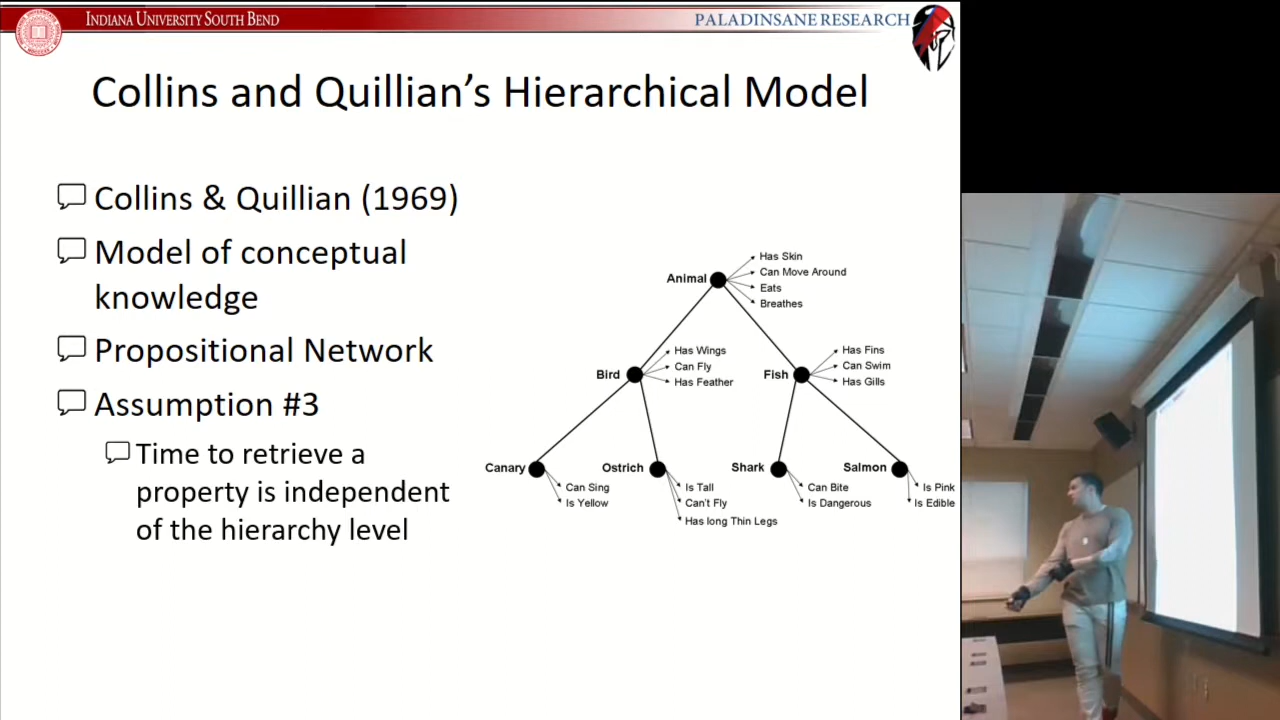 INDIANA UNIVERSITY SOUTH BEND
PALADINSANE RESEARCH
Collins and Quillian’s Hierarchical Model
Collins & Quillian (1969)
Model of conceptual
knowledge
Propositional Network
Assumption #3
Time to retrieve a
property is independent
of the hierarchy level
Animal
Has Skin
Can Move Around
Eats
Breathes
Bird
Has Wings
Can Fly
Has Feather
Fish
Has Fins
Can Swim
Has Gills
Canary
Can Sing
Is Yellow
Ostrich
Is Tall
Can't Fly
Has long Thin Legs
Shark
Can Bite
Is Dangerous
Salmon
Is Pink
Is Edible